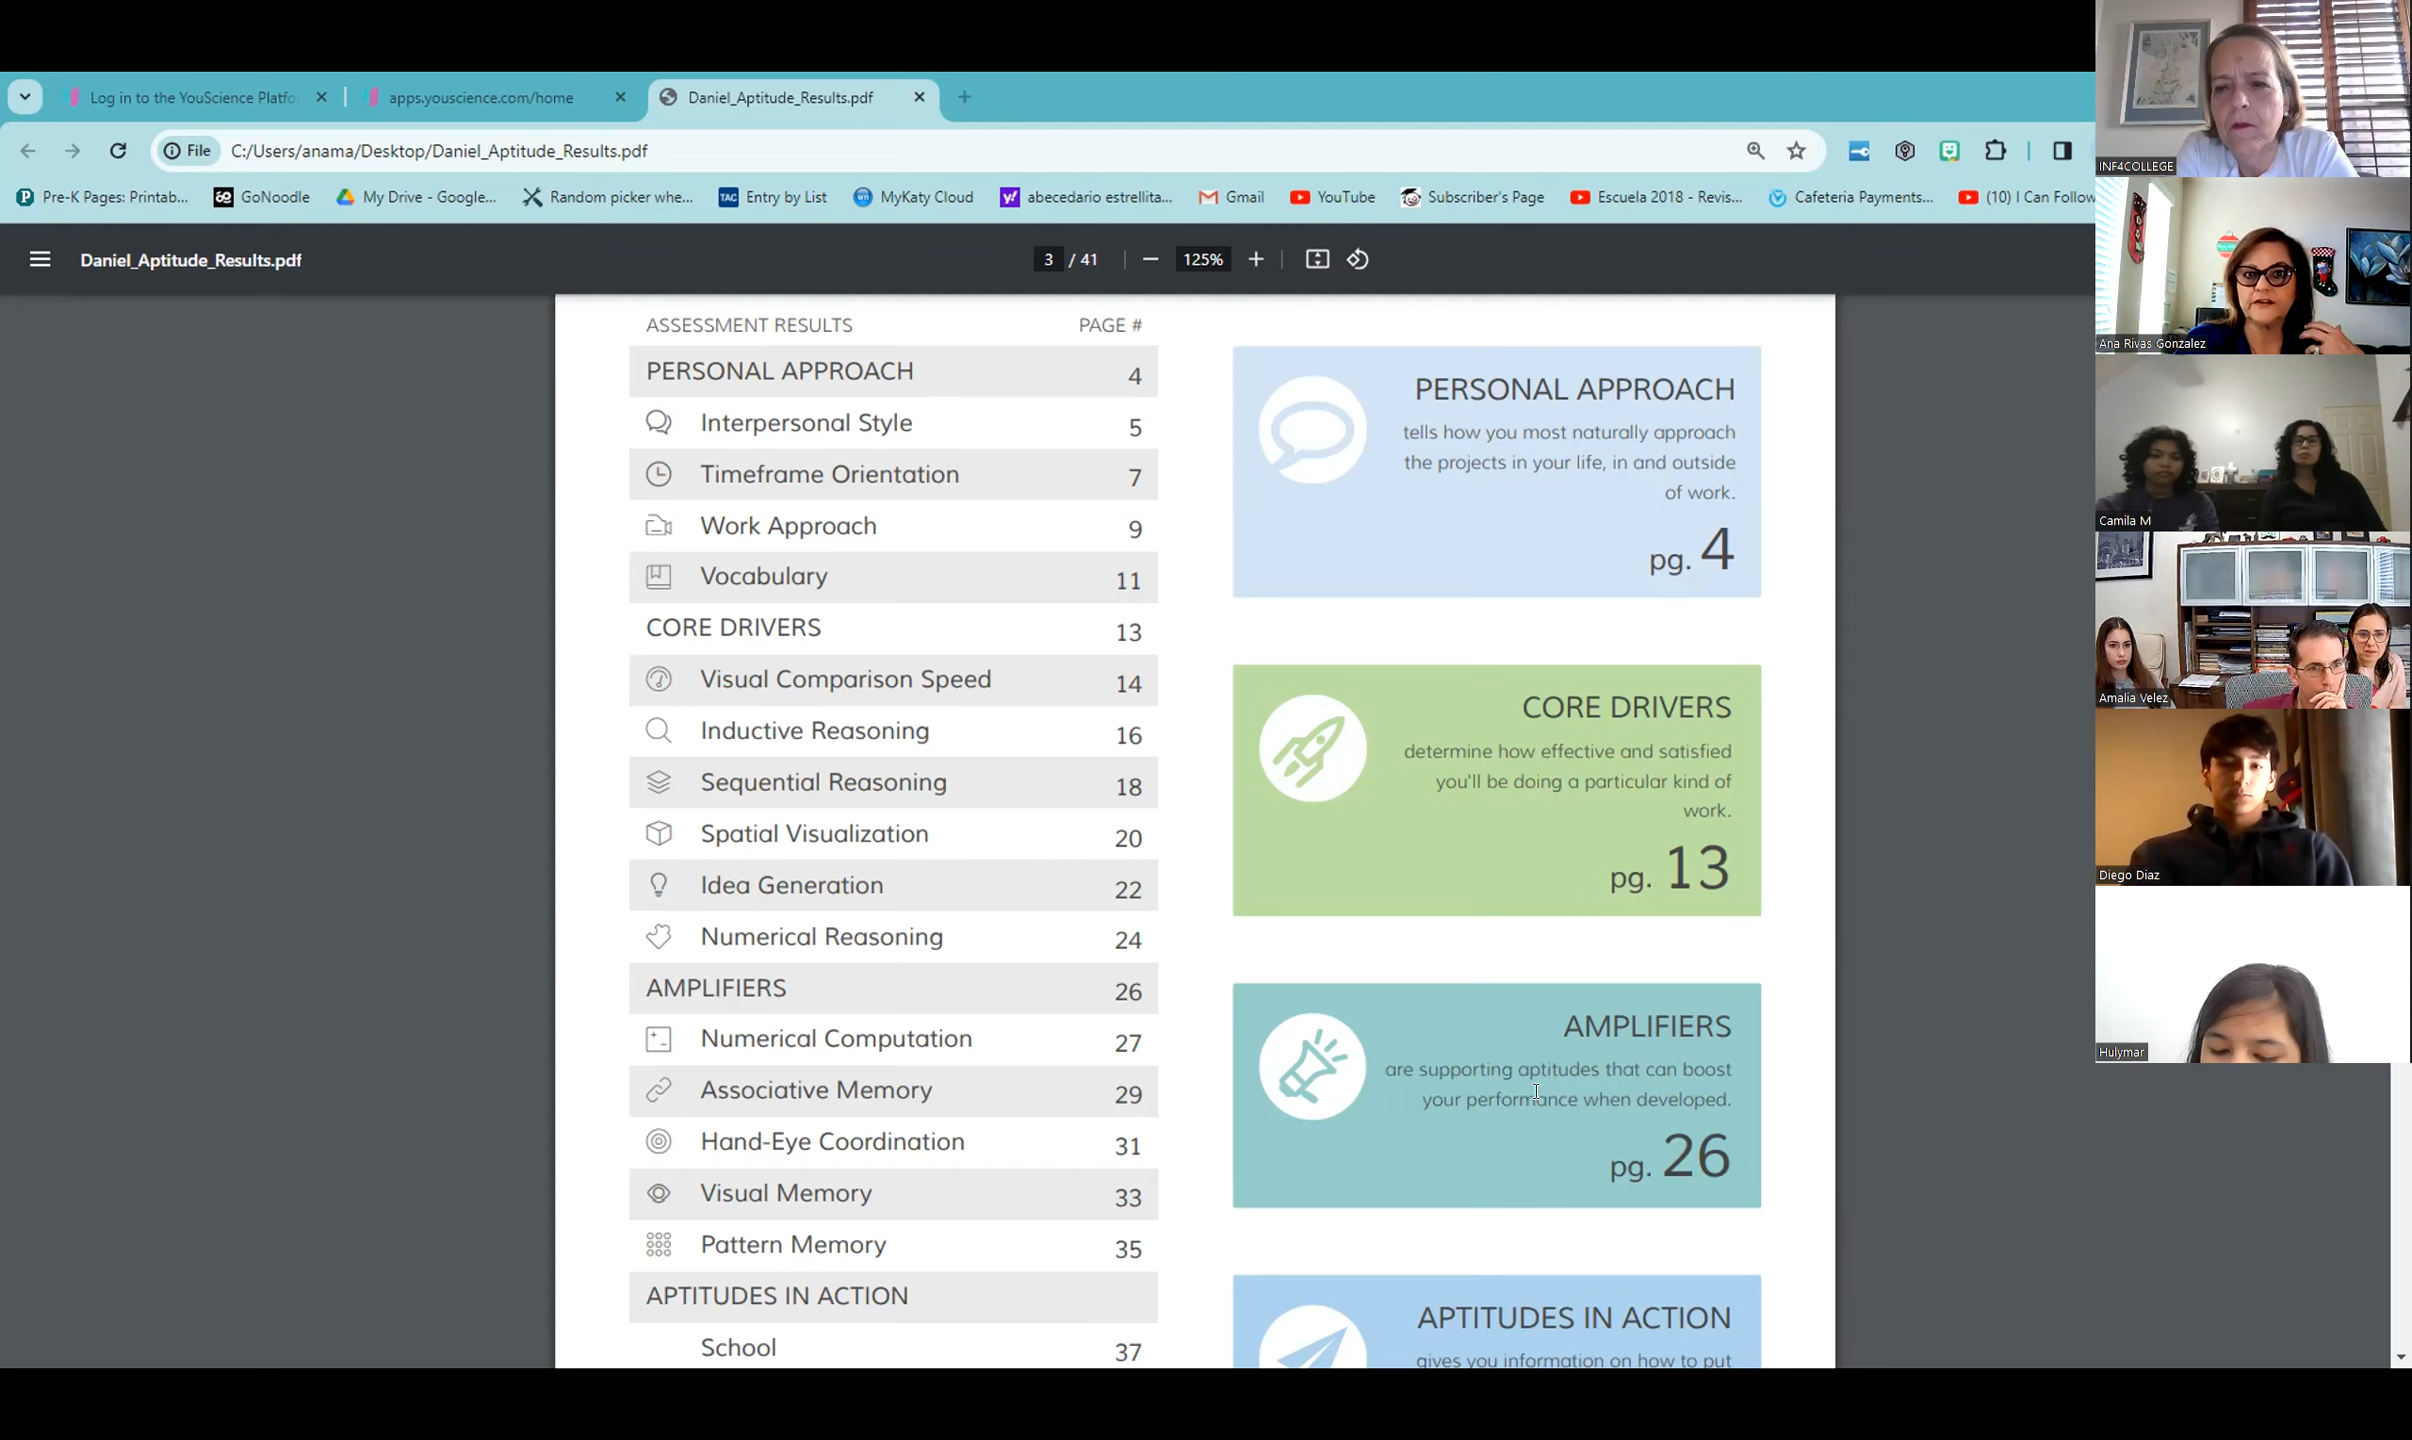 Log in to the YouScience Platfo
apps.youscience.com/home
Daniel_Aptitude_Results.pdf
File
C:/Users/anama/Desktop/Daniel_Aptitude_Results.pdf
Pre-K Pages: Printab...
GoNoodle
My Drive - Google...
Random picker whe...
TAC
Entry by List
MyKaty Cloud
abecedario estrellita...
Gmail
YouTube
Subscriber's Page
Escuela 2018 - Revis...
Cafeteria Payments...
(10) I Can Follow
Daniel_Aptitude_Results.pdf
3 / 41
125%
ASSESSMENT RESULTS PAGE #
PERSONAL APPROACH 4
Interpersonal Style 5
Timeframe Orientation 7
Work Approach 9
Vocabulary 11
CORE DRIVERS 13
Visual Comparison Speed 14
Inductive Reasoning 16
Sequential Reasoning 18
Spatial Visualization 20
Idea Generation 22
Numerical Reasoning 24
AMPLIFIERS 26
Numerical Computation 27
Associative Memory 29
Hand-Eye Coordination 31
Visual Memory 33
Pattern Memory 35
APTITUDES IN ACTION
School 37
PERSONAL APPROACH
tells how you most naturally approach
the projects in your life, in and outside
of work.
pg. 4
CORE DRIVERS
determine how effective and satisfied
you'll be doing a particular kind of
work.
pg. 13
AMPLIFIERS
are supporting aptitudes that can boost
your performance when developed.
pg. 26
APTITUDES IN ACTION
gives you information on how to put
INF4COLLEGE
Ana Rivas Gonzalez
Camila M
Amalia Velez
Diego Diaz
Hulymar